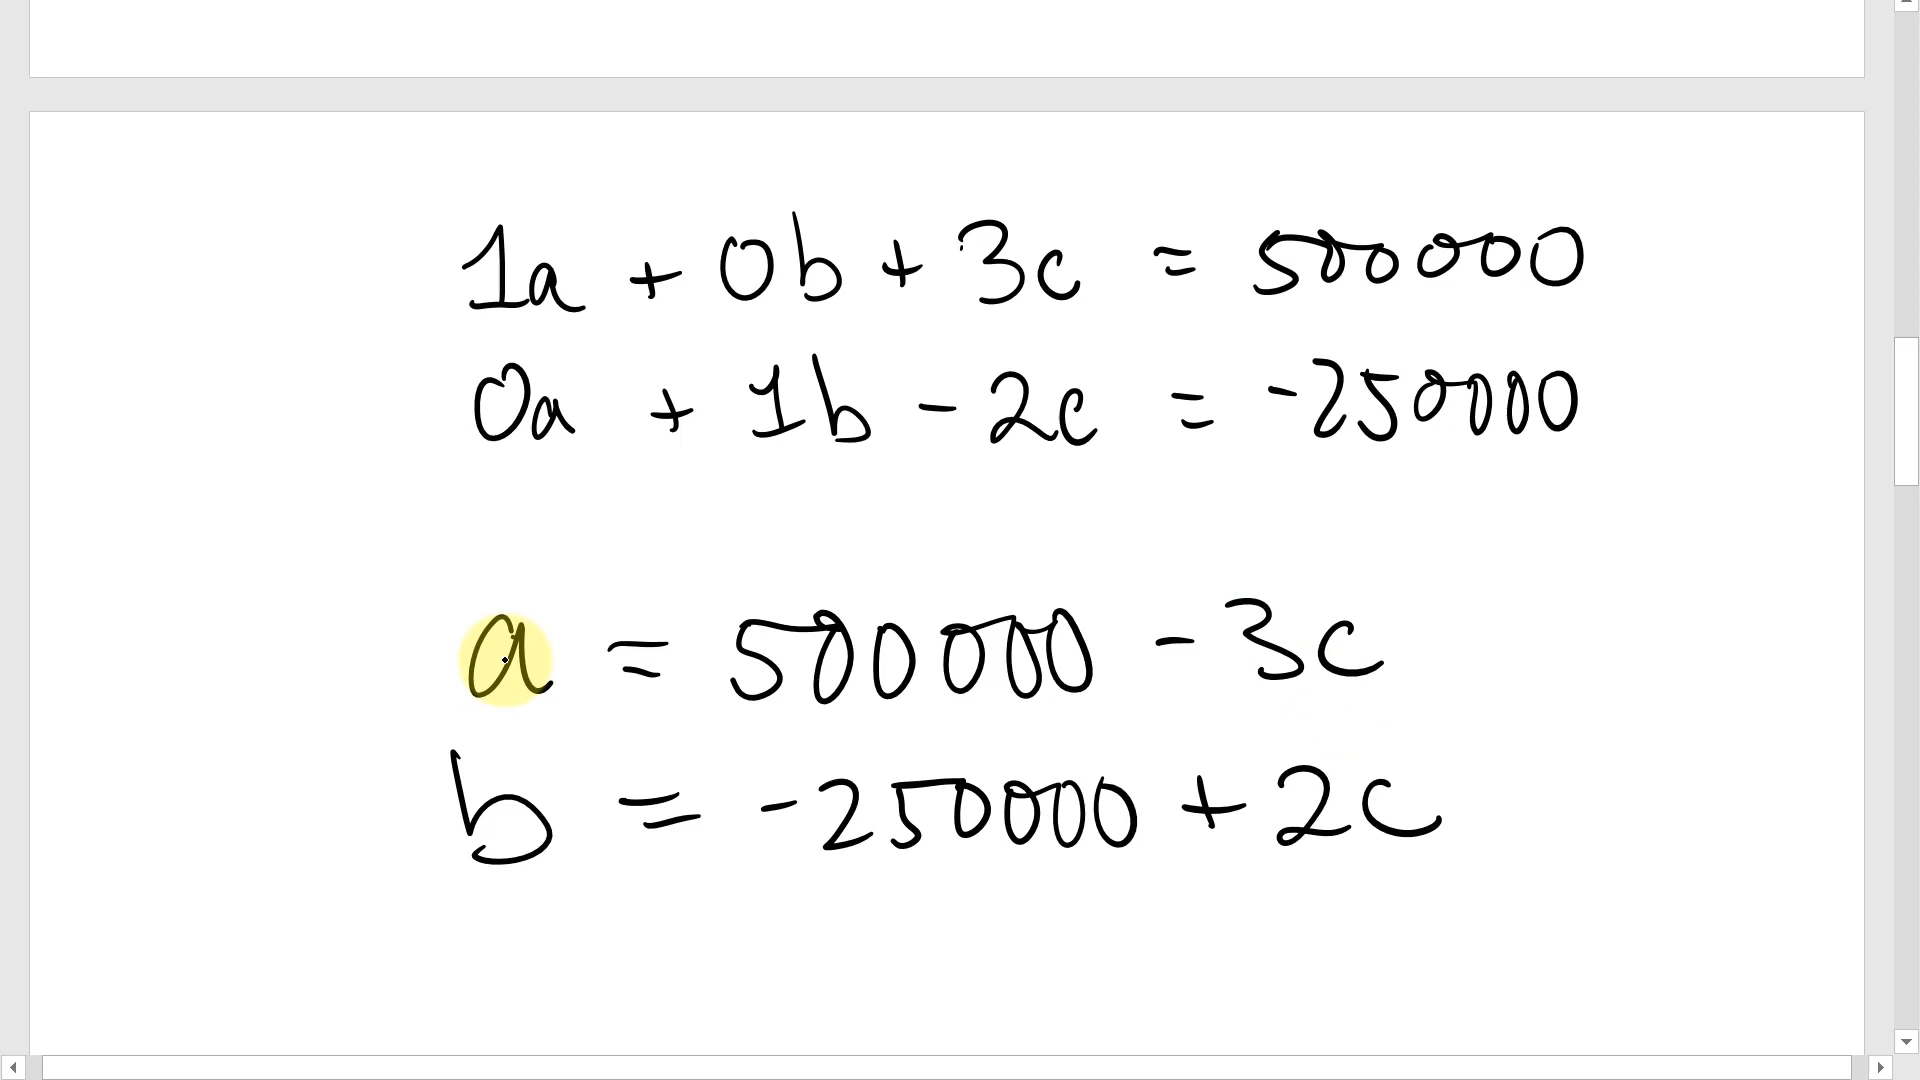 1a + 0b + 3c = 500000
0a + 1b - 2c = -250000
a = 500000 - 3c
b = -250000 + 2c